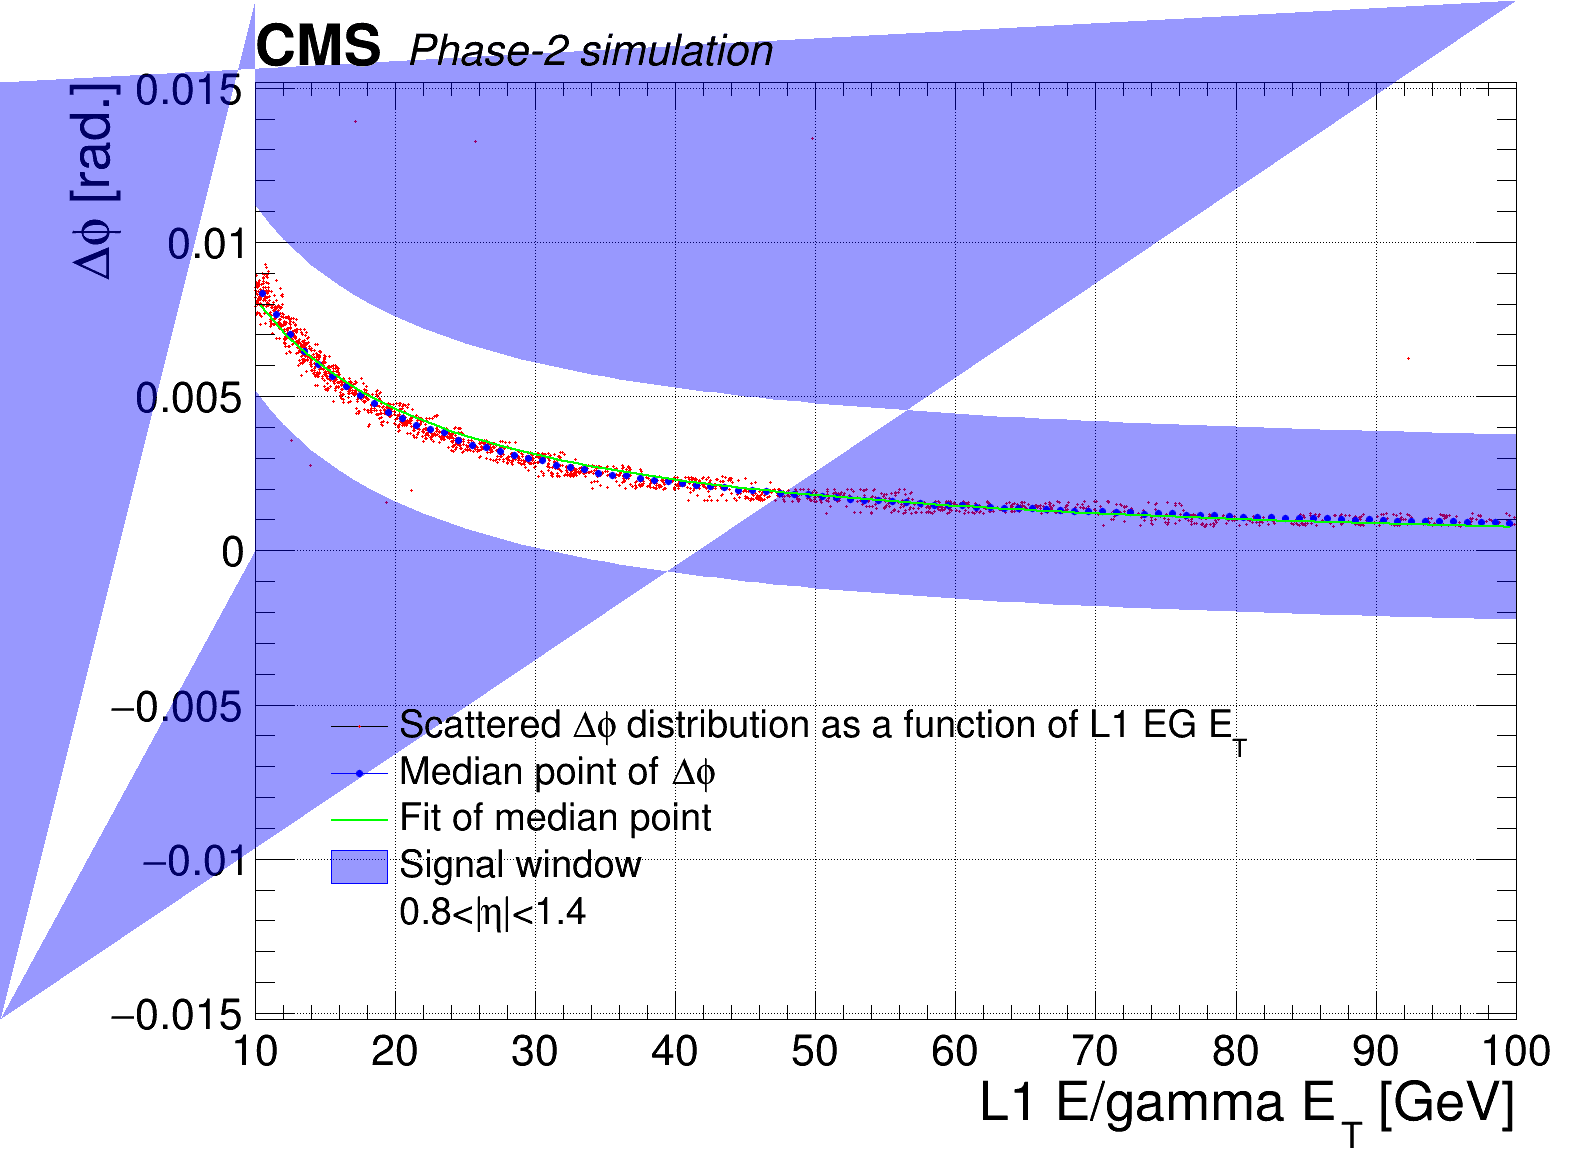 CMS Phase-2 simulation
Δϕ [rad.]
0.015
0.01
0.005
0
−0.005
−0.01
−0.015
Scattered Δϕ distribution as a function of L1 EG E_T
Median point of Δϕ
Fit of median point
Signal window
0.8<|η|<1.4
10 20 30 40 50 60 70 80 90 100
L1 E/gamma E_T [GeV]